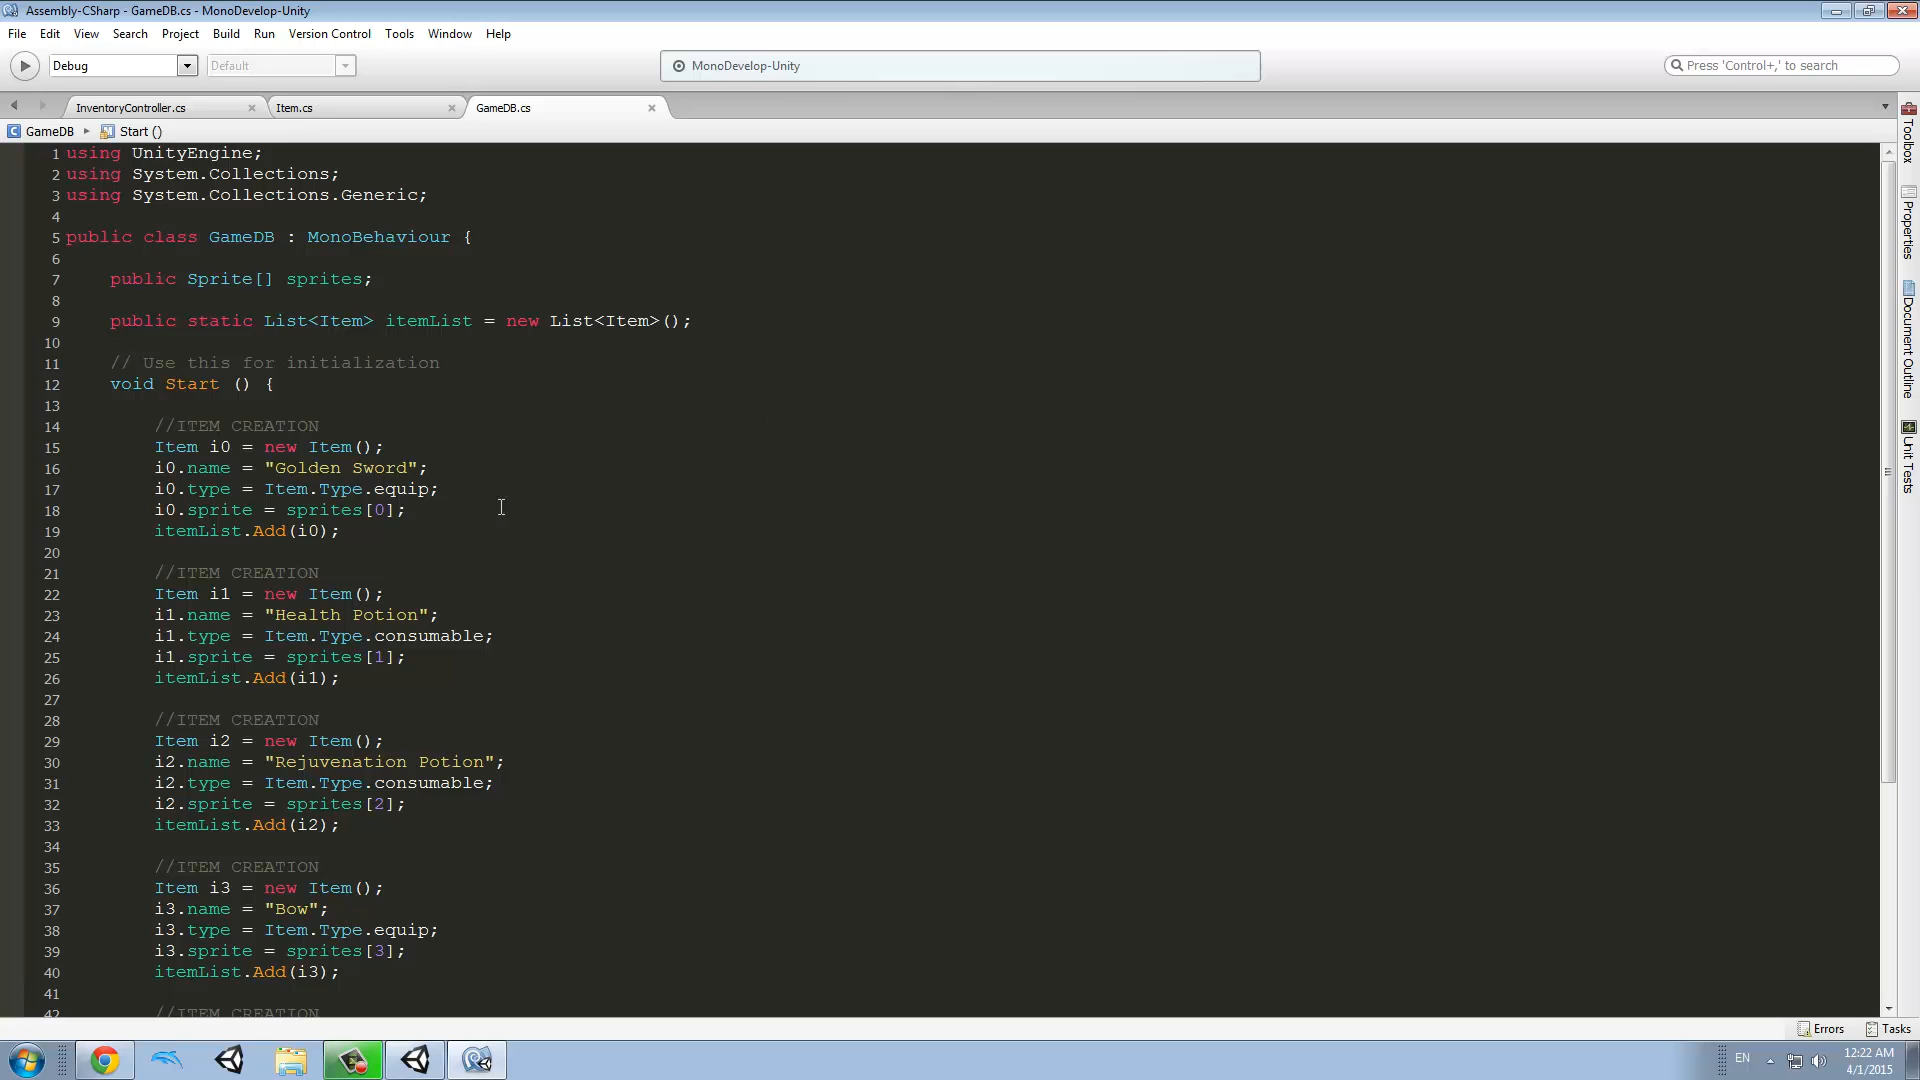 Assembly-CSharp - GameDB.cs - MonoDevelop-Unity
File Edit View Search Project Build Run Version Control Tools Window Help
Debug Default MonoDevelop-Unity Press 'Control+,' to search
InventoryController.cs Item.cs GameDB.cs
GameDB Start ()
1 using UnityEngine;
2 using System.Collections;
3 using System.Collections.Generic;
4
5 public class GameDB : MonoBehaviour {
6
7 public Sprite[] sprites;
8
9 public static List<Item> itemList = new List<Item>();
10
11 // Use this for initialization
12 void Start () {
13
14 //ITEM CREATION
15 Item i0 = new Item();
16 i0.name = "Golden Sword";
17 i0.type = Item.Type.equip;
18 i0.sprite = sprites[0];
19 itemList.Add(i0);
20
21 //ITEM CREATION
22 Item i1 = new Item();
23 i1.name = "Health Potion";
24 i1.type = Item.Type.consumable;
25 i1.sprite = sprites[1];
26 itemList.Add(i1);
27
28 //ITEM CREATION
29 Item i2 = new Item();
30 i2.name = "Rejuvenation Potion";
31 i2.type = Item.Type.consumable;
32 i2.sprite = sprites[2];
33 itemList.Add(i2);
34
35 //ITEM CREATION
36 Item i3 = new Item();
37 i3.name = "Bow";
38 i3.type = Item.Type.equip;
39 i3.sprite = sprites[3];
40 itemList.Add(i3);
41
42 //ITEM CREATION
Toolbox
Properties
Document Outline
Unit Tests
Errors Tasks
EN 12:22 AM
4/1/2015